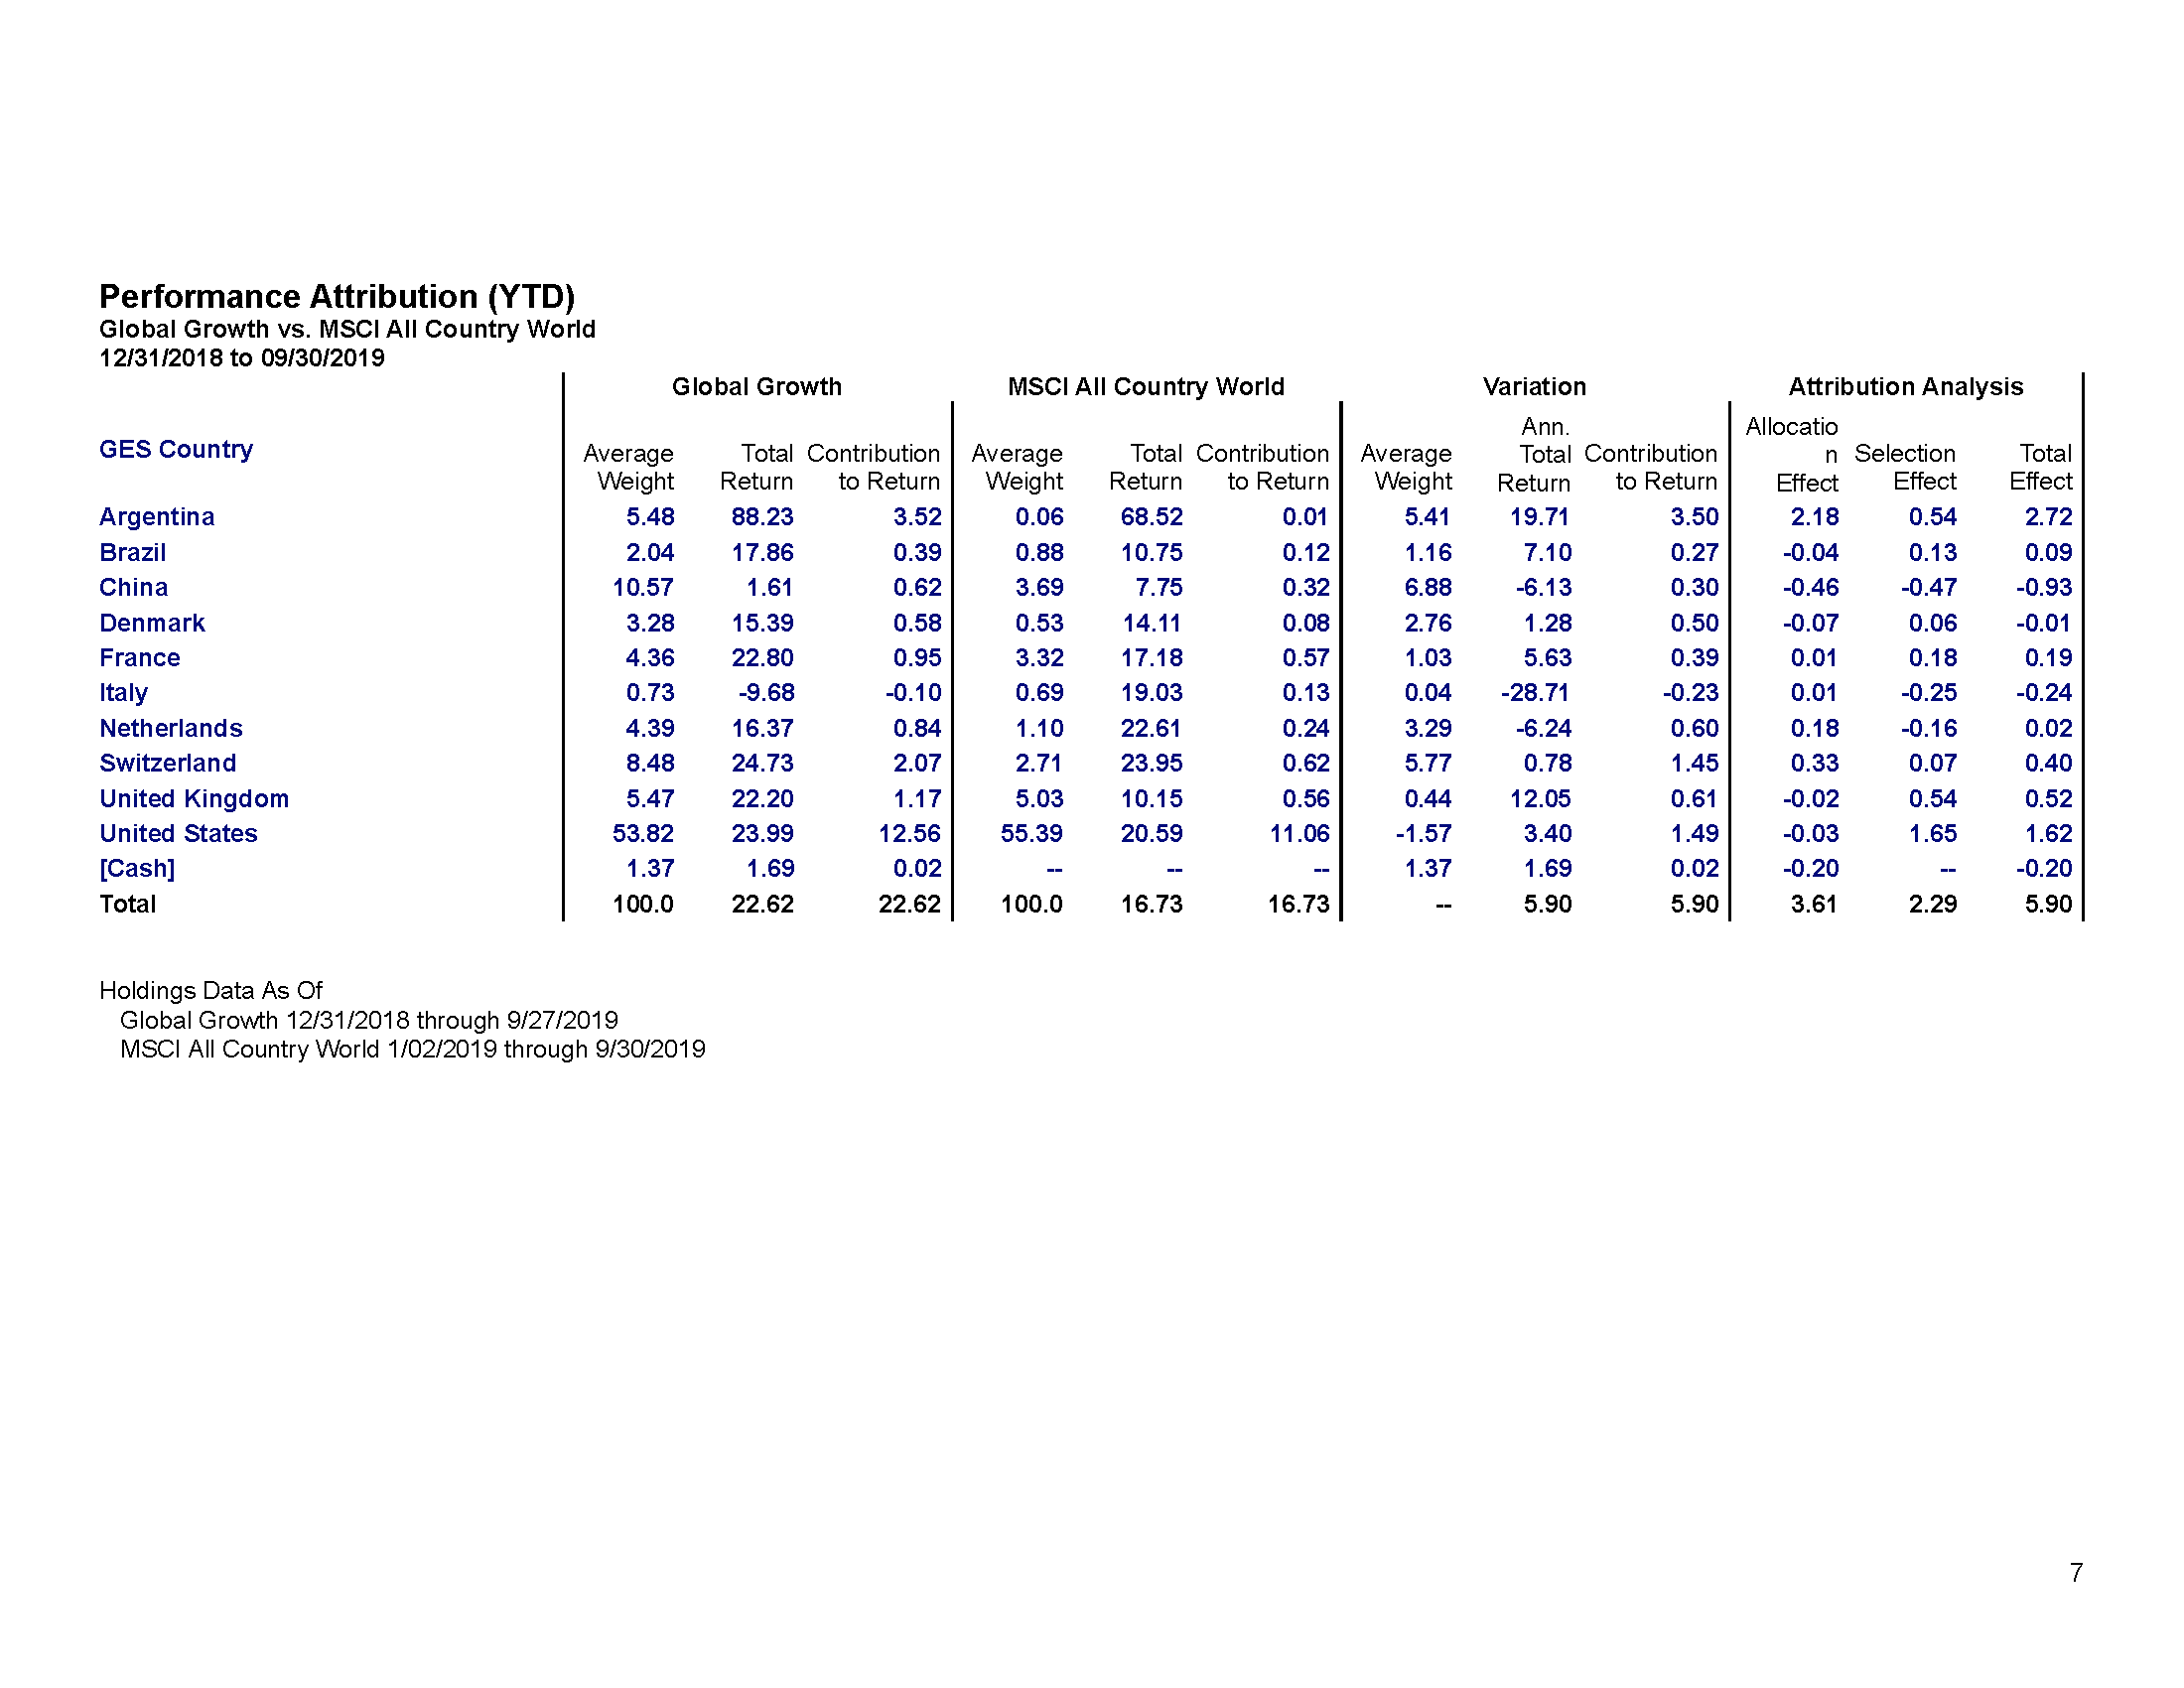 Performance Attribution (YTD)
Global Growth vs. MSCI All Country World
12/31/2018 to 09/30/2019
Global Growth MSCI All Country World Variation Attribution Analysis
GES Country Average Weight Total Return Contribution to Return Average Weight Total Return Contribution to Return Average Weight Ann. Total Return Contribution to Return Allocatio n Effect Selection Effect Total Effect
Argentina 5.48 88.23 3.52 0.06 68.52 0.01 5.41 19.71 3.50 2.18 0.54 2.72
Brazil 2.04 17.86 0.39 0.88 10.75 0.12 1.16 7.10 0.27 -0.04 0.13 0.09
China 10.57 1.61 0.62 3.69 7.75 0.32 6.88 -6.13 0.30 -0.46 -0.47 -0.93
Denmark 3.28 15.39 0.58 0.53 14.11 0.08 2.76 1.28 0.50 -0.07 0.06 -0.01
France 4.36 22.80 0.95 3.32 17.18 0.57 1.03 5.63 0.39 0.01 0.18 0.19
Italy 0.73 -9.68 -0.10 0.69 19.03 0.13 0.04 -28.71 -0.23 0.01 -0.25 -0.24
Netherlands 4.39 16.37 0.84 1.10 22.61 0.24 3.29 -6.24 0.60 0.18 -0.16 0.02
Switzerland 8.48 24.73 2.07 2.71 23.95 0.62 5.77 0.78 1.45 0.33 0.07 0.40
United Kingdom 5.47 22.20 1.17 5.03 10.15 0.56 0.44 12.05 0.61 -0.02 0.54 0.52
United States 53.82 23.99 12.56 55.39 20.59 11.06 -1.57 3.40 1.49 -0.03 1.65 1.62
[Cash] 1.37 1.69 0.02 -- -- -- 1.37 1.69 0.02 -0.20 -- -0.20
Total 100.0 22.62 22.62 100.0 16.73 16.73 -- 5.90 5.90 3.61 2.29 5.90
Holdings Data As Of
Global Growth 12/31/2018 through 9/27/2019
MSCI All Country World 1/02/2019 through 9/30/2019
7